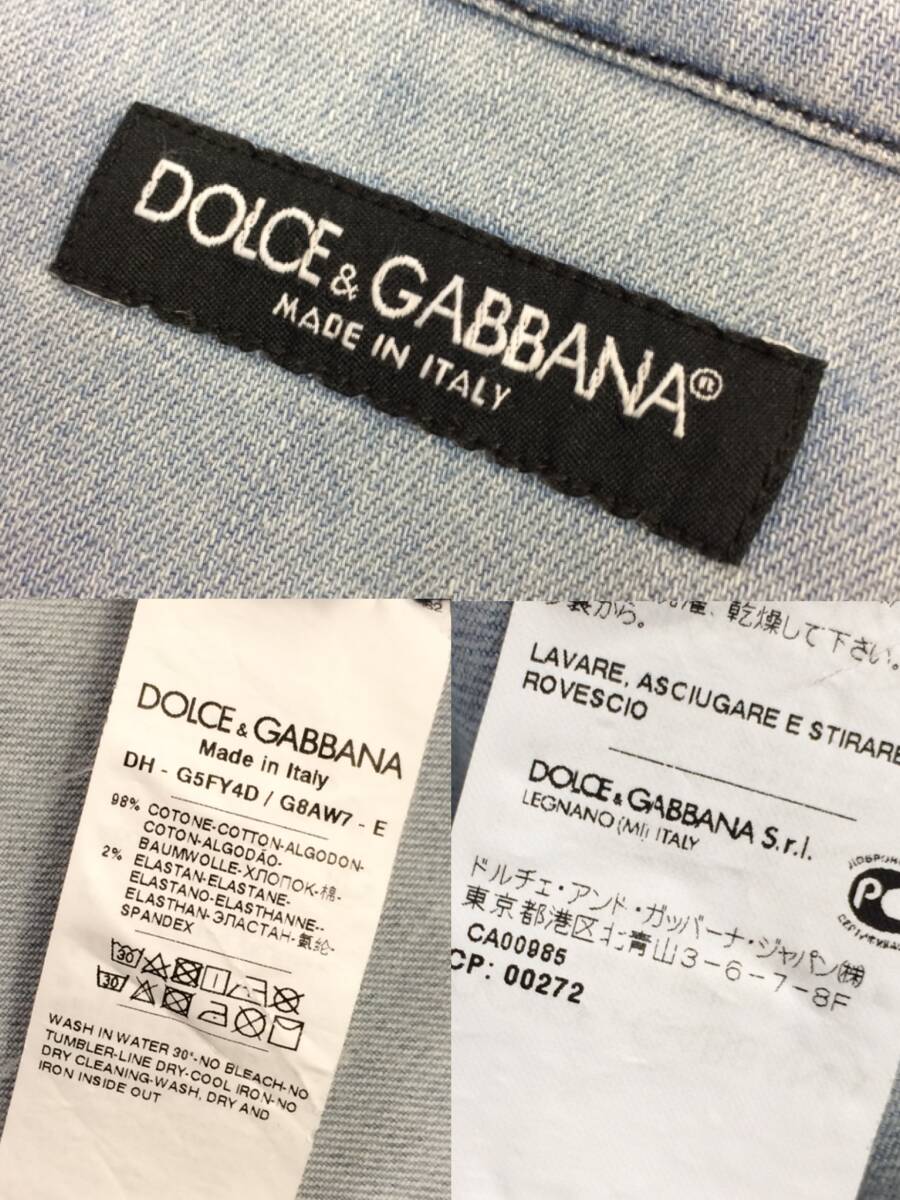 DOLCE & GABBANA®
MADE IN ITALY
DOLCE & GABBANA
Made in Italy
DH - G5FY4D / G8AW7 - E
98% COTONE-COTTON-ALGODON-
COTON-ALGODÃO-
BAUMWOLLE-ХЛОПОК-棉-
2% ELASTAN-ELASTANE-
ELASTANO-ELASTHANNE--
ELASTHAN-ЭЛАСТАН-氨纶-
SPANDEX
30
30
WASH IN WATER 30°-NO BLEACH-NO
TUMBLER-LINE DRY-COOL IRON-NO
DRY CLEANING-WASH, DRY AND
IRON INSIDE OUT
、乾燥して下さい。
から。
LAVARE, ASCIUGARE E STIRARE
ROVESCIO
DOLCE & GABBANA S.r.l.
LEGNANO (MI) ITALY
ドルチェ・アンド・ガッバーナ・ジャパン(株)
東京都港区北青山3-6-7-8F
CA00985
CP: 00272